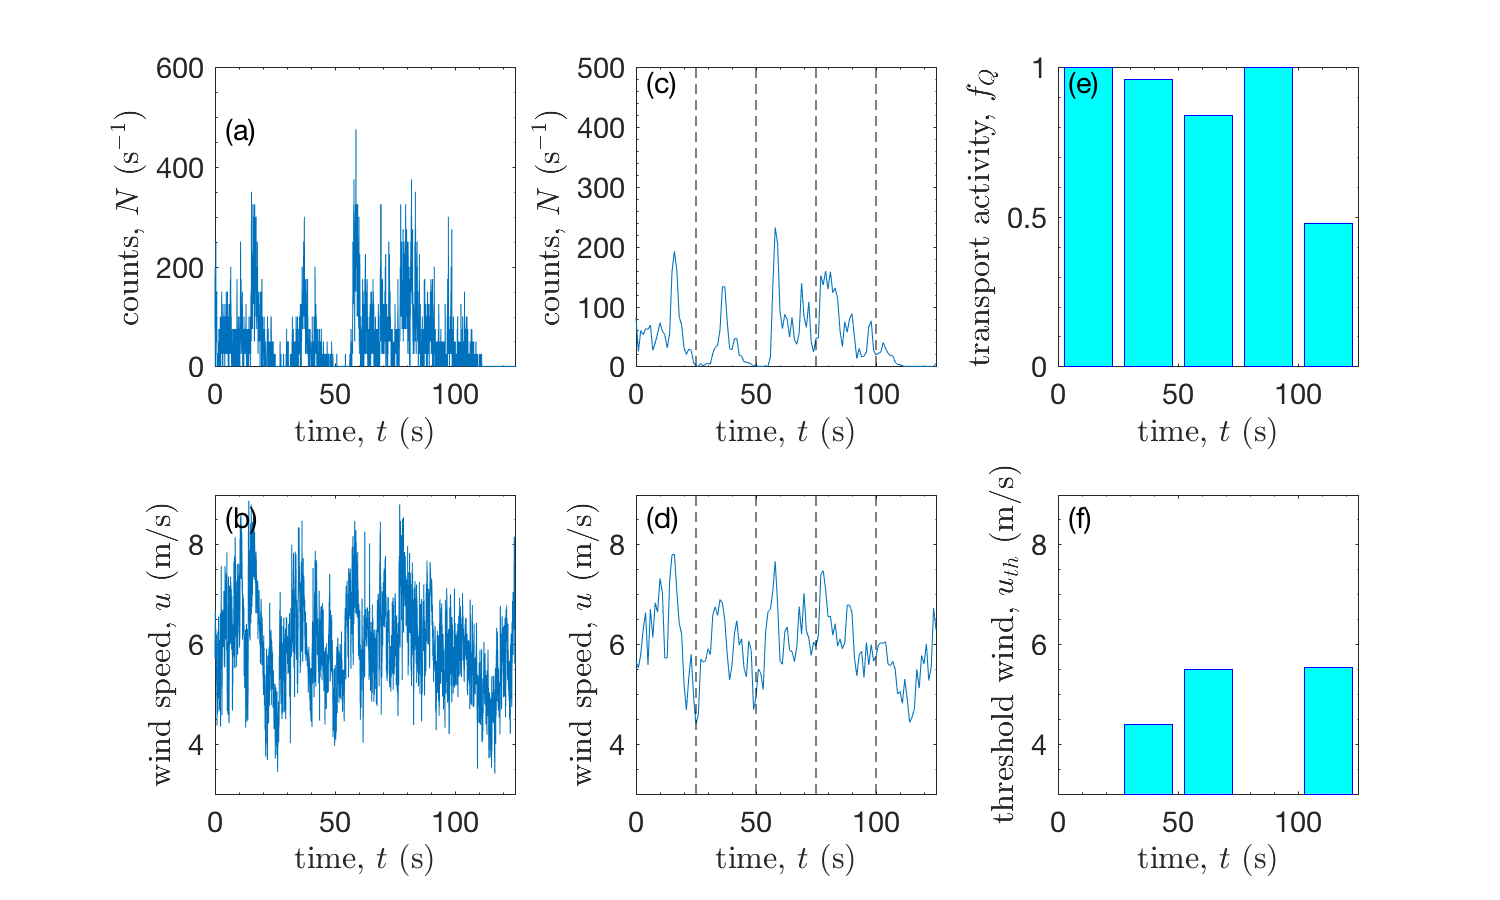 (a)
600
400
200
0
counts, N (s⁻¹)
0 50 100
time, t (s)
(c)
500
400
300
200
100
0
counts, N (s⁻¹)
0 50 100
time, t (s)
(e)
1
0.5
0
transport activity, f_Q
0 50 100
time, t (s)
(b)
8
6
4
wind speed, u (m/s)
0 50 100
time, t (s)
(d)
8
6
4
wind speed, u (m/s)
0 50 100
time, t (s)
(f)
8
6
4
threshold wind, u_th (m/s)
0 50 100
time, t (s)